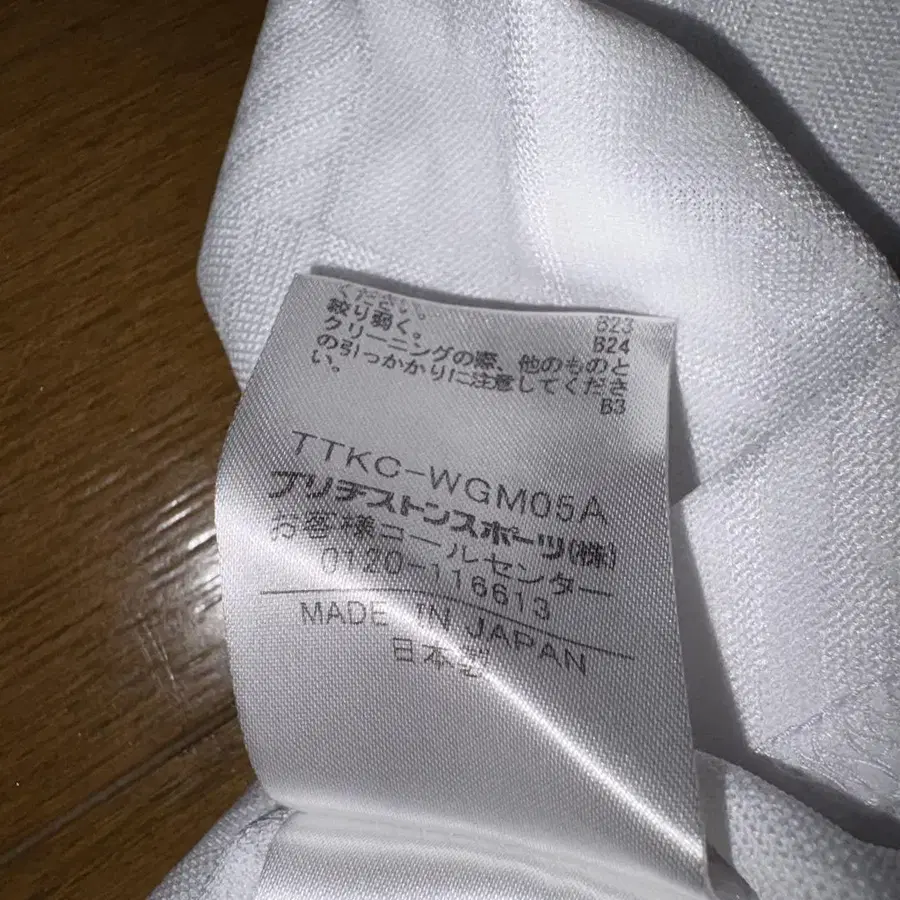 ください。
B23
絞り弱く。
B24
クリーニングの際、他のものと
の引っかかりに注意してくださ
い。
B3
TTKC-WGM05A
ブリヂストンスポーツ(株)
お客様コールセンター
0120-116613
MADE IN JAPAN
日本製